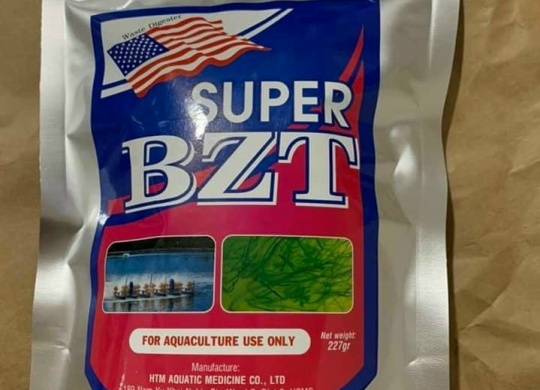 Waste Digester
SUPER
BZT
FOR AQUACULTURE USE ONLY
Net weight:
227gr
Manufacture:
HTM AQUATIC MEDICINE CO., LTD